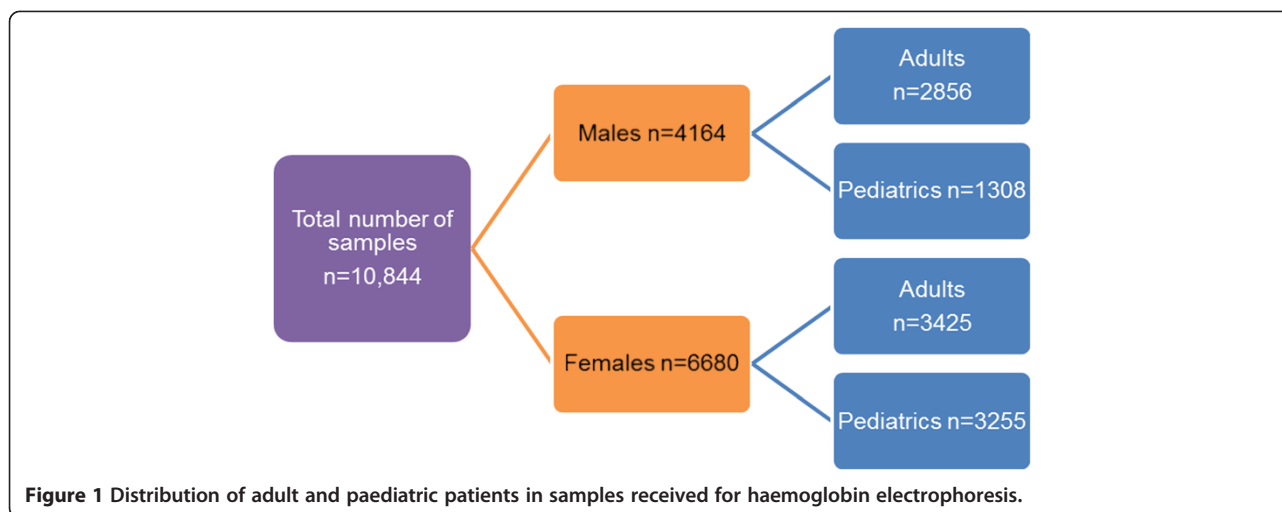 Total number of
samples
n=10,844
Males n=4164
Females n=6680
Adults
n=2856
Pediatrics n=1308
Adults
n=3425
Pediatrics n=3255
Figure 1 Distribution of adult and paediatric patients in samples received for haemoglobin electrophoresis.